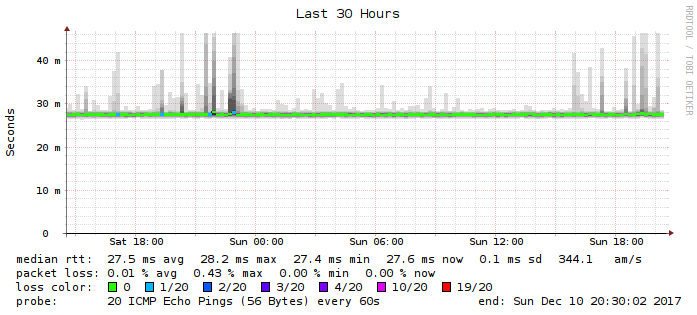 Last 30 Hours
RRDTOOL / TOBI OETIKER
Seconds
40 m
30 m
20 m
10 m
0
Sat 18:00 Sun 00:00 Sun 06:00 Sun 12:00 Sun 18:00
median rtt: 27.5 ms avg 28.2 ms max 27.4 ms min 27.6 ms now 0.1 ms sd 344.1 am/s
packet loss: 0.01 % avg 0.43 % max 0.00 % min 0.00 % now
loss color: 0 1/20 2/20 3/20 4/20 10/20 19/20
probe: 20 ICMP Echo Pings (56 Bytes) every 60s end: Sun Dec 10 20:30:02 2017